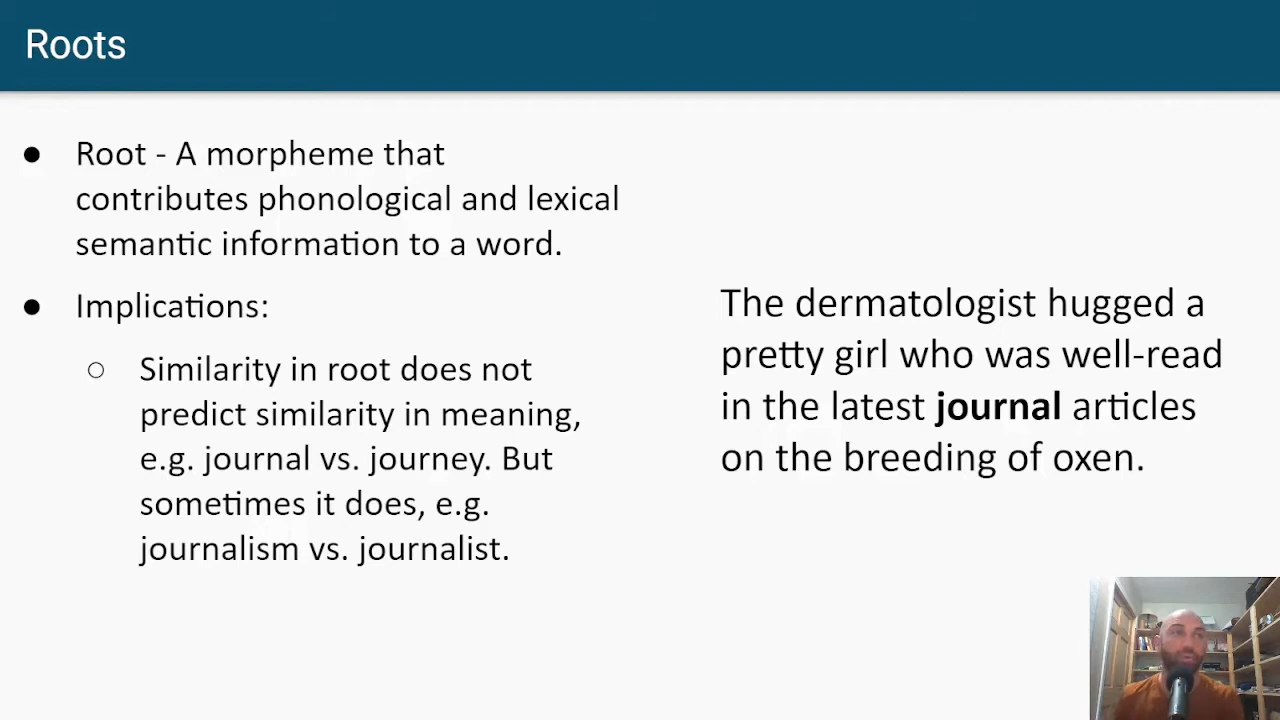 Roots
● Root - A morpheme that
contributes phonological and lexical
semantic information to a word.
● Implications:
○ Similarity in root does not
predict similarity in meaning,
e.g. journal vs. journey. But
sometimes it does, e.g.
journalism vs. journalist.
The dermatologist hugged a
pretty girl who was well-read
in the latest journal articles
on the breeding of oxen.